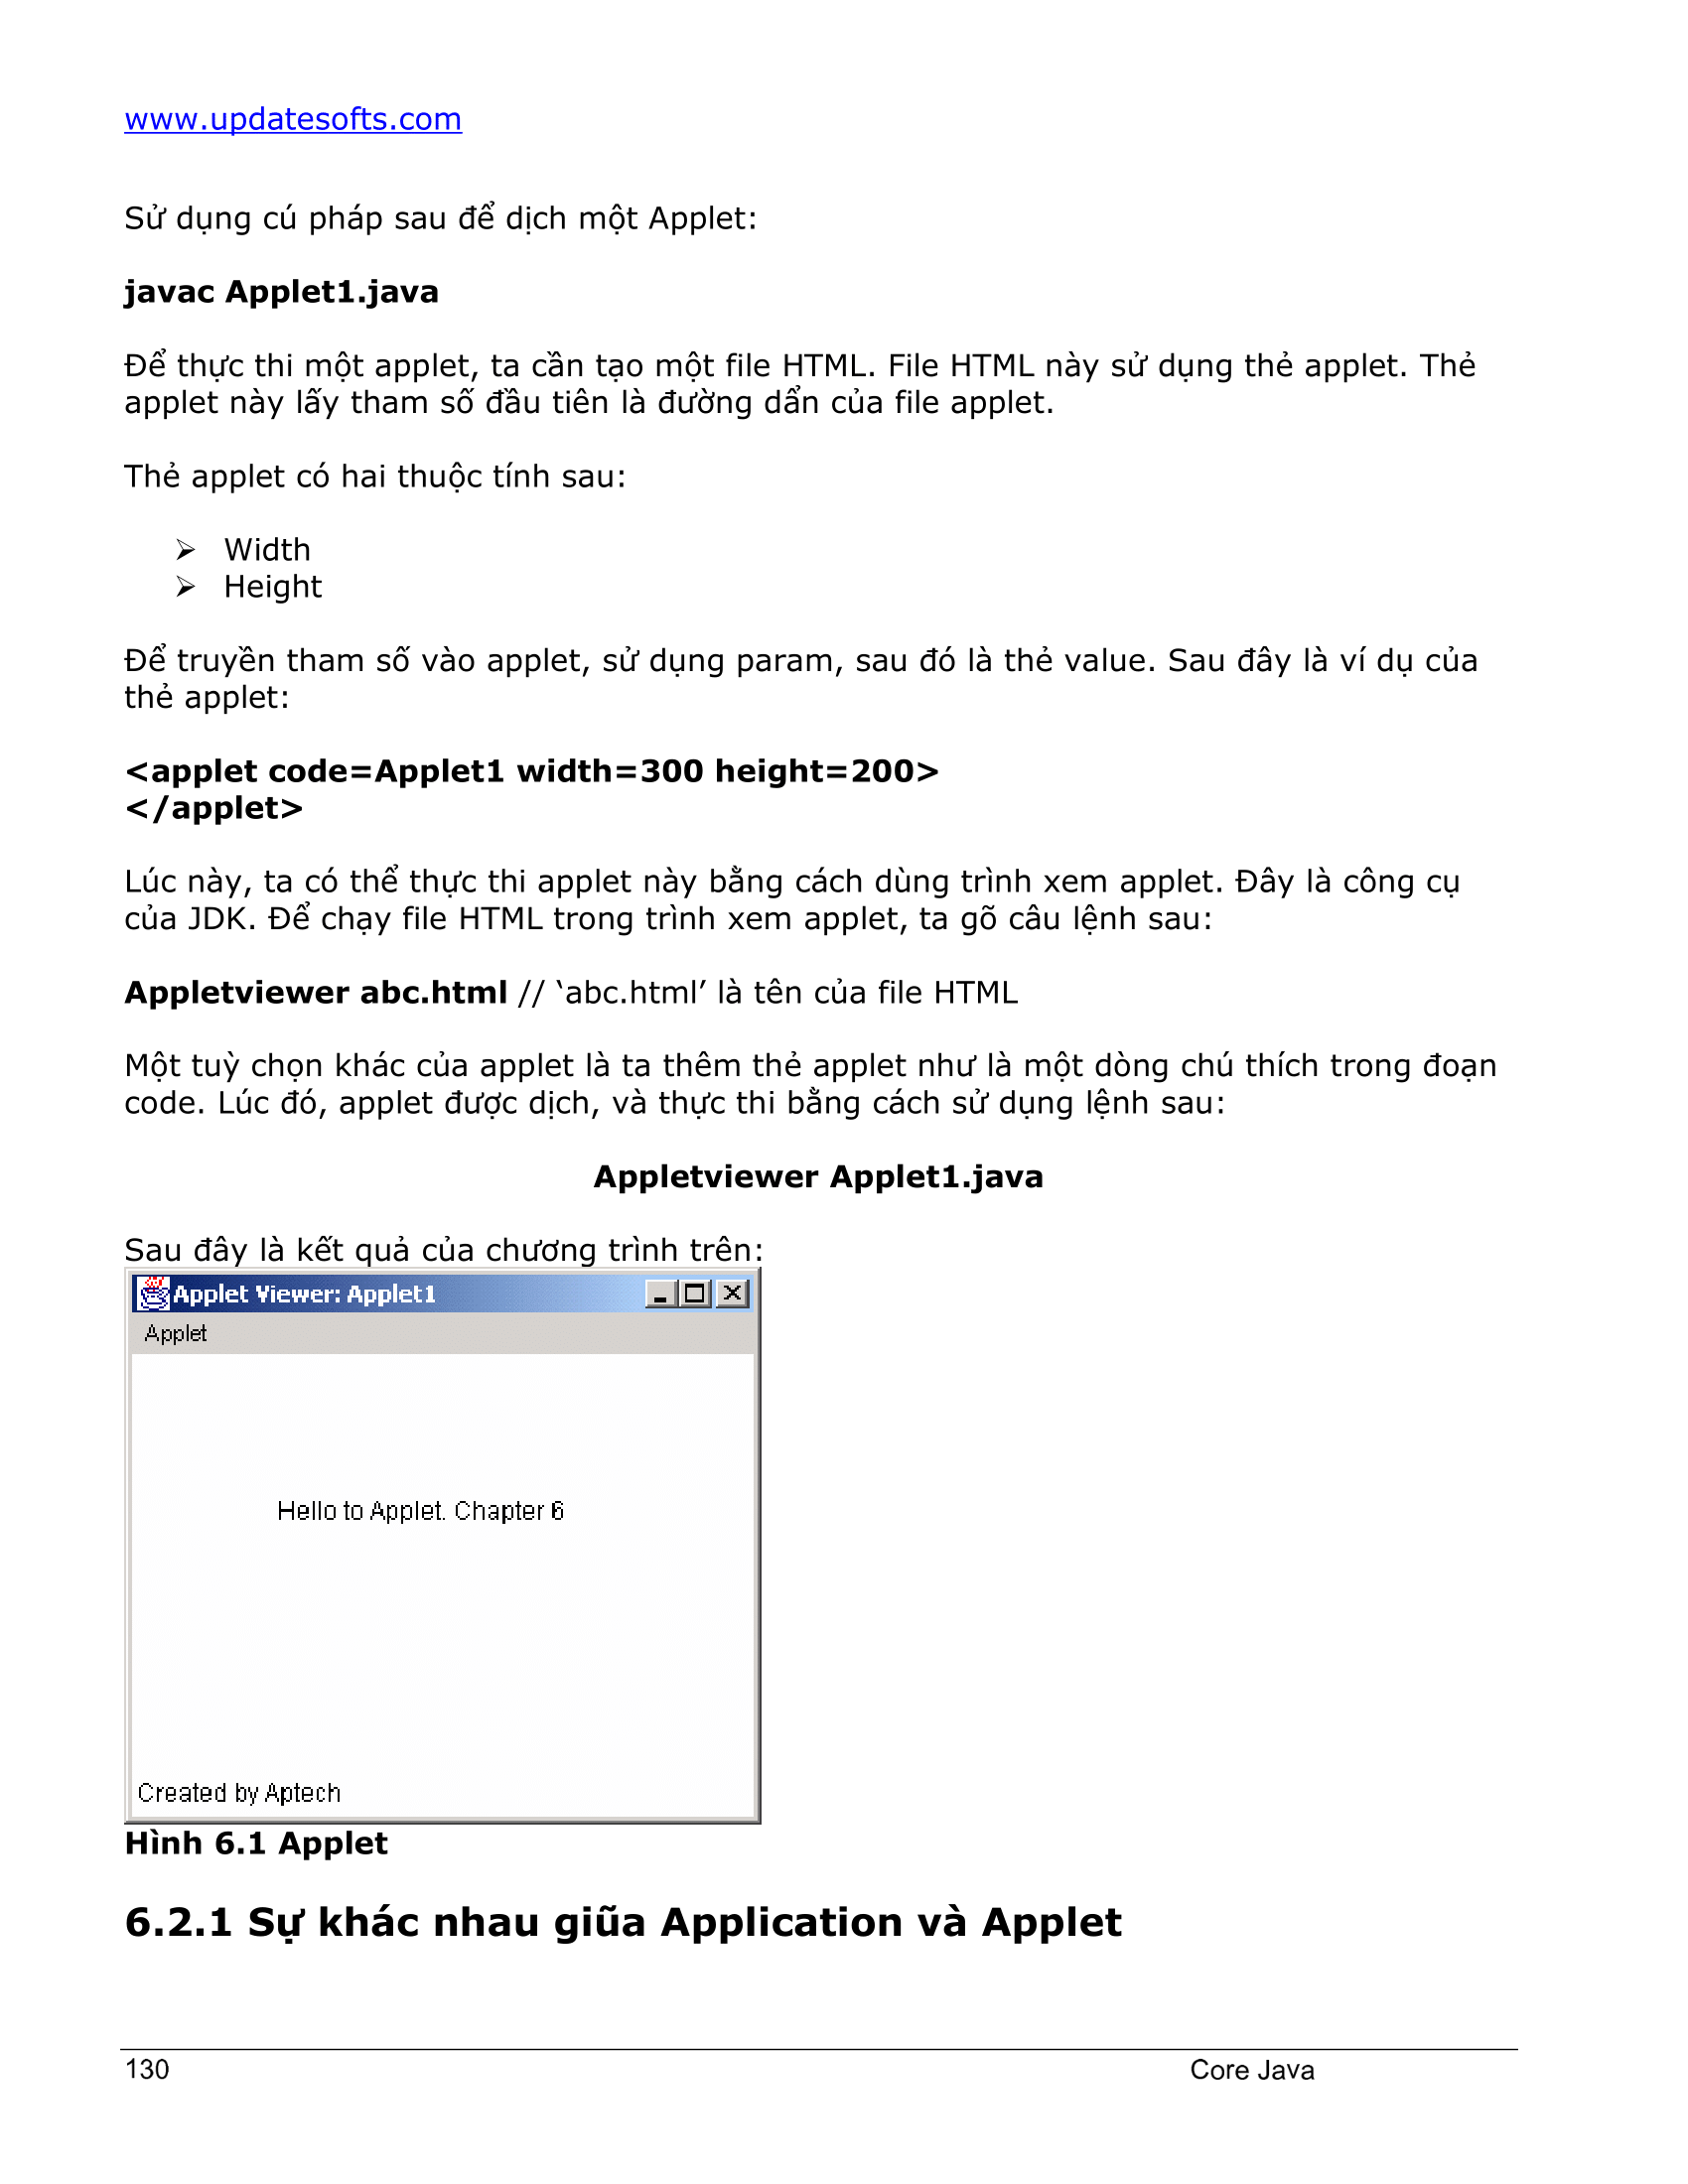 www.updatesofts.com
Sử dụng cú pháp sau để dịch một Applet:
javac Applet1.java
Để thực thi một applet, ta cần tạo một file HTML. File HTML này sử dụng thẻ applet. Thẻ
applet này lấy tham số đầu tiên là đường dẩn của file applet.
Thẻ applet có hai thuộc tính sau:
➢ Width
➢ Height
Để truyền tham số vào applet, sử dụng param, sau đó là thẻ value. Sau đây là ví dụ của
thẻ applet:
<applet code=Applet1 width=300 height=200>
</applet>
Lúc này, ta có thể thực thi applet này bằng cách dùng trình xem applet. Đây là công cụ
của JDK. Để chạy file HTML trong trình xem applet, ta gõ câu lệnh sau:
Appletviewer abc.html // ‘abc.html’ là tên của file HTML
Một tuỳ chọn khác của applet là ta thêm thẻ applet như là một dòng chú thích trong đoạn
code. Lúc đó, applet được dịch, và thực thi bằng cách sử dụng lệnh sau:
Appletviewer Applet1.java
Sau đây là kết quả của chương trình trên:
Applet Viewer: Applet1
Applet
Hello to Applet. Chapter 6
Created by Aptech
Hình 6.1 Applet
6.2.1 Sự khác nhau giũa Application và Applet
130 Core Java